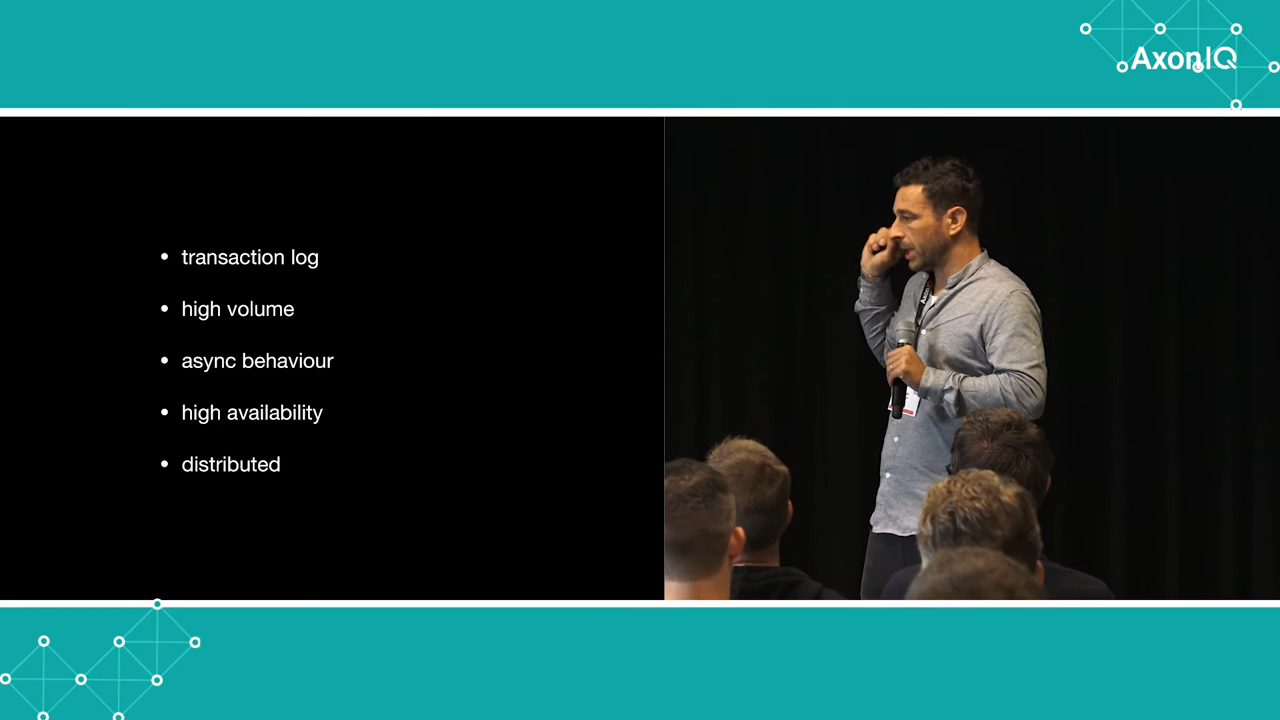 AxonIQ
• transaction log
• high volume
• async behaviour
• high availability
• distributed